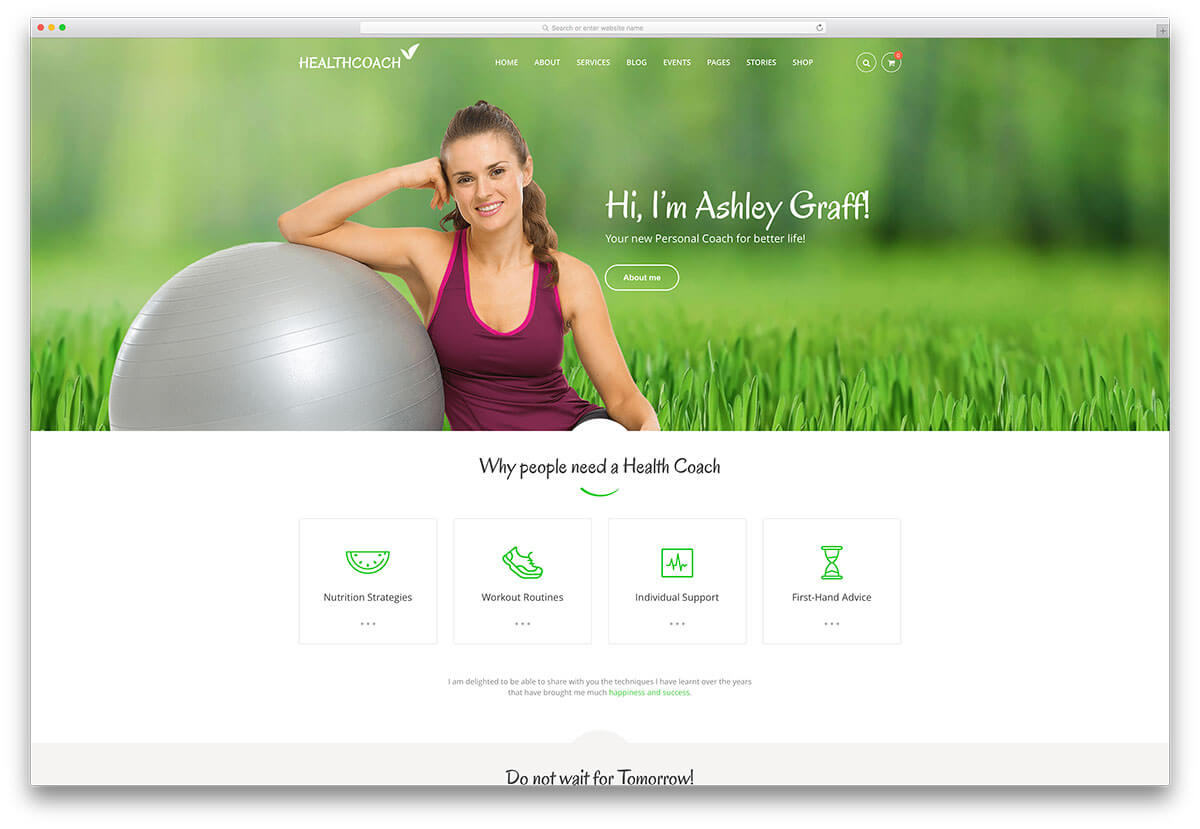 Search or enter website name
HEALTHCOACH
HOME ABOUT SERVICES BLOG EVENTS PAGES STORIES SHOP
0
Hi, I'm Ashley Graff!
Your new Personal Coach for better life!
About me
Why people need a Health Coach
Nutrition Strategies
Workout Routines
Individual Support
First-Hand Advice
I am delighted to be able to share with you the techniques I have learnt over the years
that have brought me much happiness and success.
Do not wait for Tomorrow!